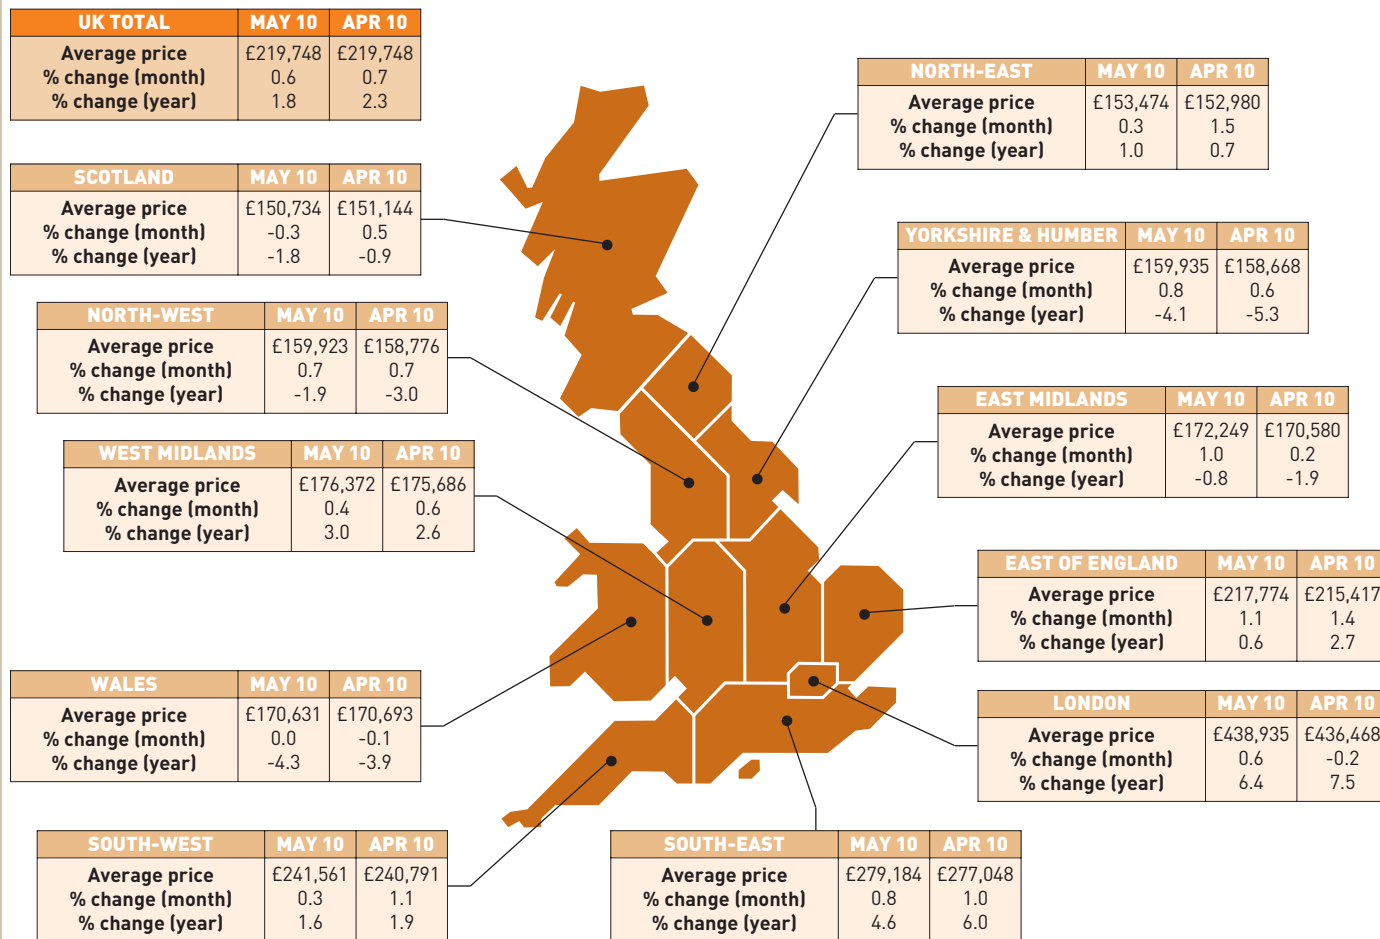 UK TOTAL MAY 10 APR 10
Average price £219,748 £219,748
% change (month) 0.6 0.7
% change (year) 1.8 2.3
NORTH-EAST MAY 10 APR 10
Average price £153,474 £152,980
% change (month) 0.3 1.5
% change (year) 1.0 0.7
SCOTLAND MAY 10 APR 10
Average price £150,734 £151,144
% change (month) -0.3 0.5
% change (year) -1.8 -0.9
YORKSHIRE & HUMBER MAY 10 APR 10
Average price £159,935 £158,668
% change (month) 0.8 0.6
% change (year) -4.1 -5.3
NORTH-WEST MAY 10 APR 10
Average price £159,923 £158,776
% change (month) 0.7 0.7
% change (year) -1.9 -3.0
EAST MIDLANDS MAY 10 APR 10
Average price £172,249 £170,580
% change (month) 1.0 0.2
% change (year) -0.8 -1.9
WEST MIDLANDS MAY 10 APR 10
Average price £176,372 £175,686
% change (month) 0.4 0.6
% change (year) 3.0 2.6
EAST OF ENGLAND MAY 10 APR 10
Average price £217,774 £215,417
% change (month) 1.1 1.4
% change (year) 0.6 2.7
WALES MAY 10 APR 10
Average price £170,631 £170,693
% change (month) 0.0 -0.1
% change (year) -4.3 -3.9
LONDON MAY 10 APR 10
Average price £438,935 £436,468
% change (month) 0.6 -0.2
% change (year) 6.4 7.5
SOUTH-WEST MAY 10 APR 10
Average price £241,561 £240,791
% change (month) 0.3 1.1
% change (year) 1.6 1.9
SOUTH-EAST MAY 10 APR 10
Average price £279,184 £277,048
% change (month) 0.8 1.0
% change (year) 4.6 6.0